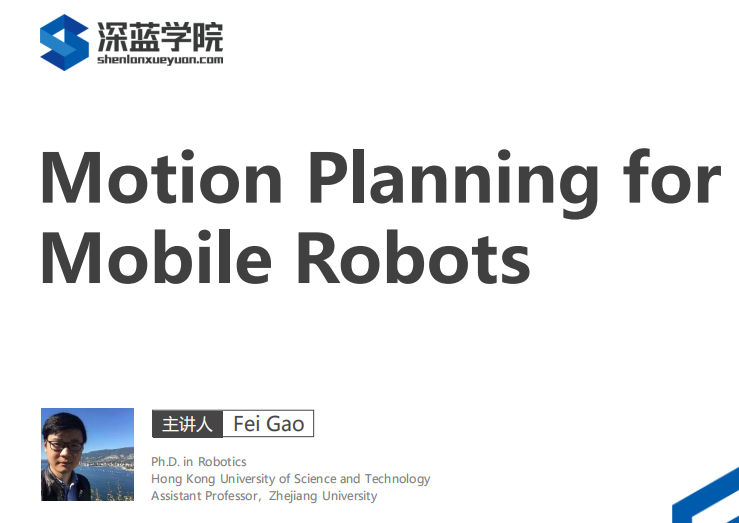 深蓝学院
shenlanxueyuan.com
Motion Planning for
Mobile Robots
主讲人 Fei Gao
Ph.D. in Robotics
Hong Kong University of Science and Technology
Assistant Professor, Zhejiang University